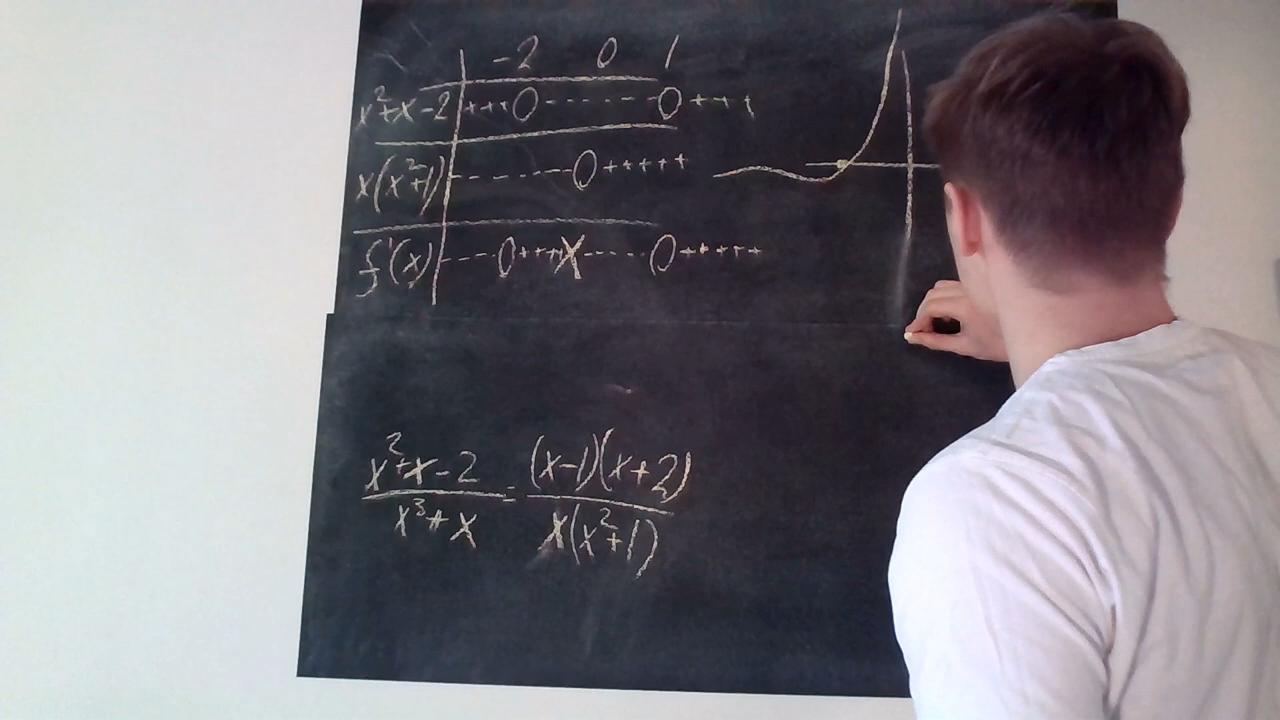 -2 0 1
x²+x-2 +++0-------0+++
x(x²+1) --------0+++++
f'(x) ----0+++X-----0+++++
x²+x-2 / x³+x = (x-1)(x+2) / x(x²+1)